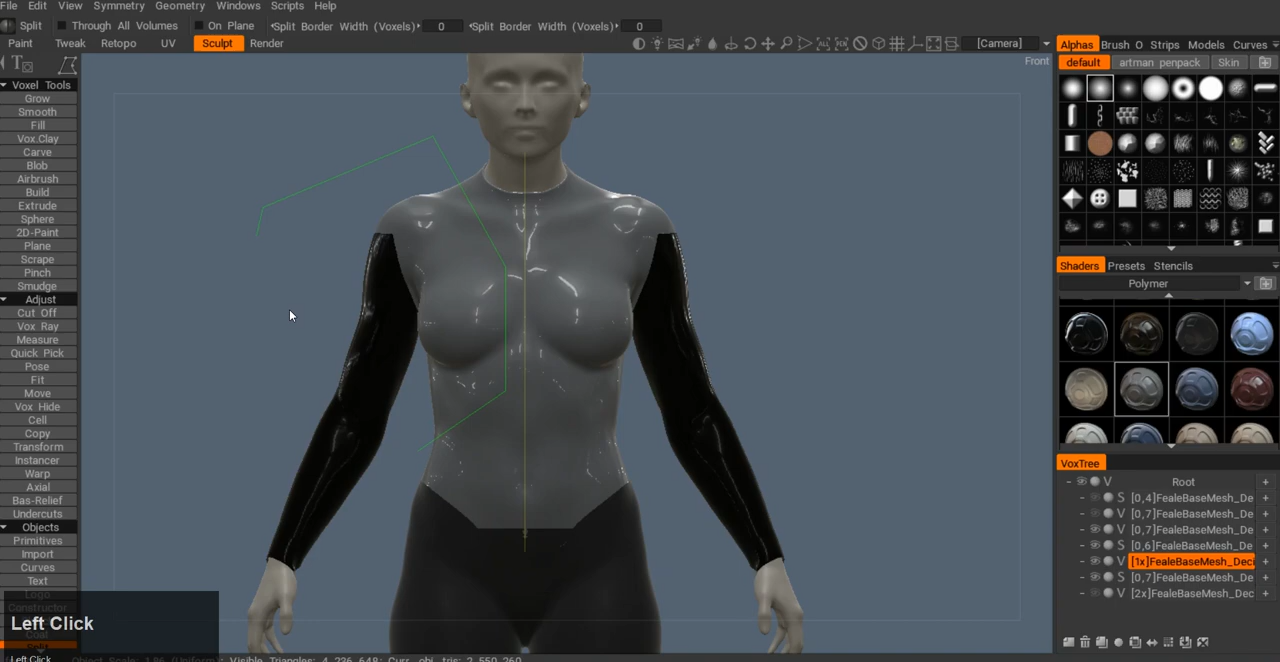 File Edit View Symmetry Geometry Windows Scripts Help
Split Through All Volumes On Plane Split Border Width (Voxels) 0 Split Border Width (Voxels) 0
Paint Tweak Retopo UV Sculpt Render [Camera]
Front
Voxel Tools
Grow
Smooth
Fill
Vox.Clay
Carve
Blob
Airbrush
Build
Extrude
Sphere
2D-Paint
Plane
Scrape
Pinch
Smudge
Adjust
Cut Off
Vox Ray
Measure
Quick Pick
Pose
Fit
Move
Vox Hide
Cell
Copy
Transform
Instancer
Warp
Axial
Bas-Relief
Undercuts
Objects
Primitives
Import
Curves
Text
Logo
Constructor
Left Click
Left Click
Alphas Brush O Strips Models Curves
default artman penpack Skin
Shaders Presets Stencils
Polymer
VoxTree
Root +
[0,4]FealeBaseMesh_De +
[0,7]FealeBaseMesh_De +
[0,7]FealeBaseMesh_De +
[0,6]FealeBaseMesh_De +
[1x]FealeBaseMesh_Deci +
[0,7]FealeBaseMesh_De +
[2x]FealeBaseMesh_Dec +